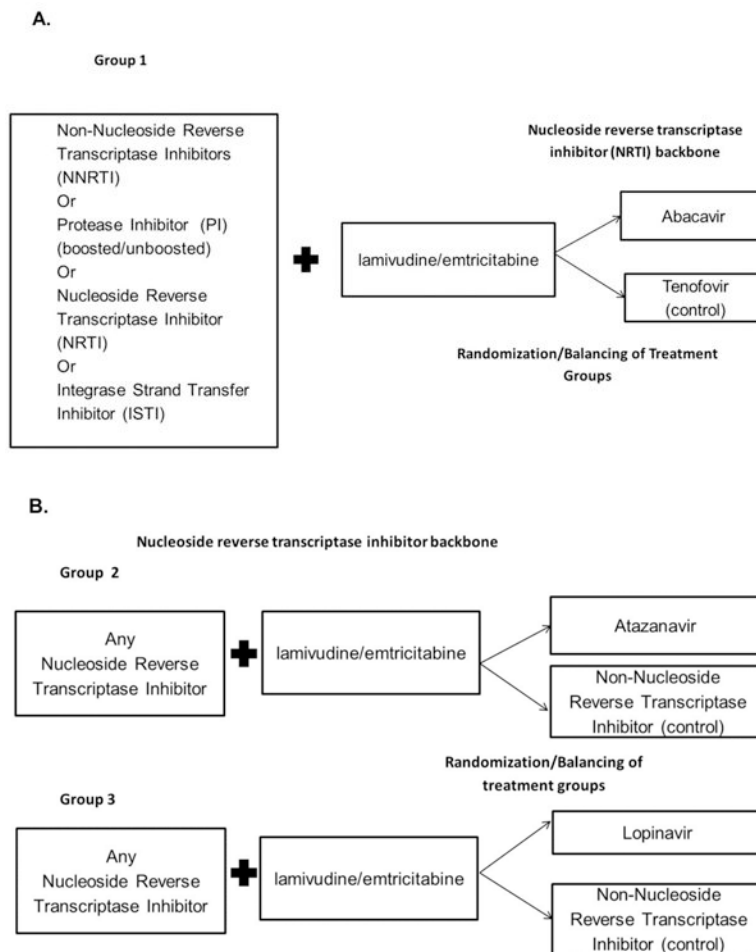 A.
Group 1
Non-Nucleoside Reverse
Transcriptase Inhibitors
(NNRTI)
Or
Protease Inhibitor (PI)
(boosted/unboosted)
Or
Nucleoside Reverse
Transcriptase Inhibitor
(NRTI)
Or
Integrase Strand Transfer
Inhibitor (ISTI)
lamivudine/emtricitabine
Nucleoside reverse transcriptase
inhibitor (NRTI) backbone
Abacavir
Tenofovir
(control)
Randomization/Balancing of Treatment
Groups
B.
Nucleoside reverse transcriptase inhibitor backbone
Group 2
Any
Nucleoside Reverse
Transcriptase Inhibitor
lamivudine/emtricitabine
Atazanavir
Non-Nucleoside
Reverse Transcriptase
Inhibitor (control)
Randomization/Balancing of
treatment groups
Group 3
Any
Nucleoside Reverse
Transcriptase Inhibitor
lamivudine/emtricitabine
Lopinavir
Non-Nucleoside
Reverse Transcriptase
Inhibitor (control)